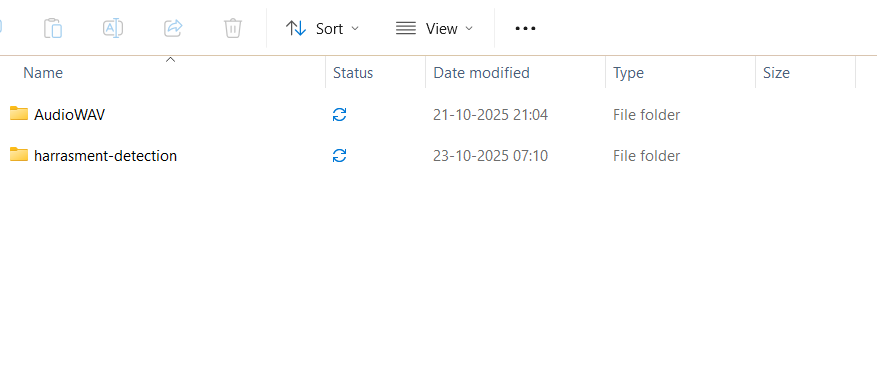 Sort View
Name Status Date modified Type Size
AudioWAV 21-10-2025 21:04 File folder
harrasment-detection 23-10-2025 07:10 File folder